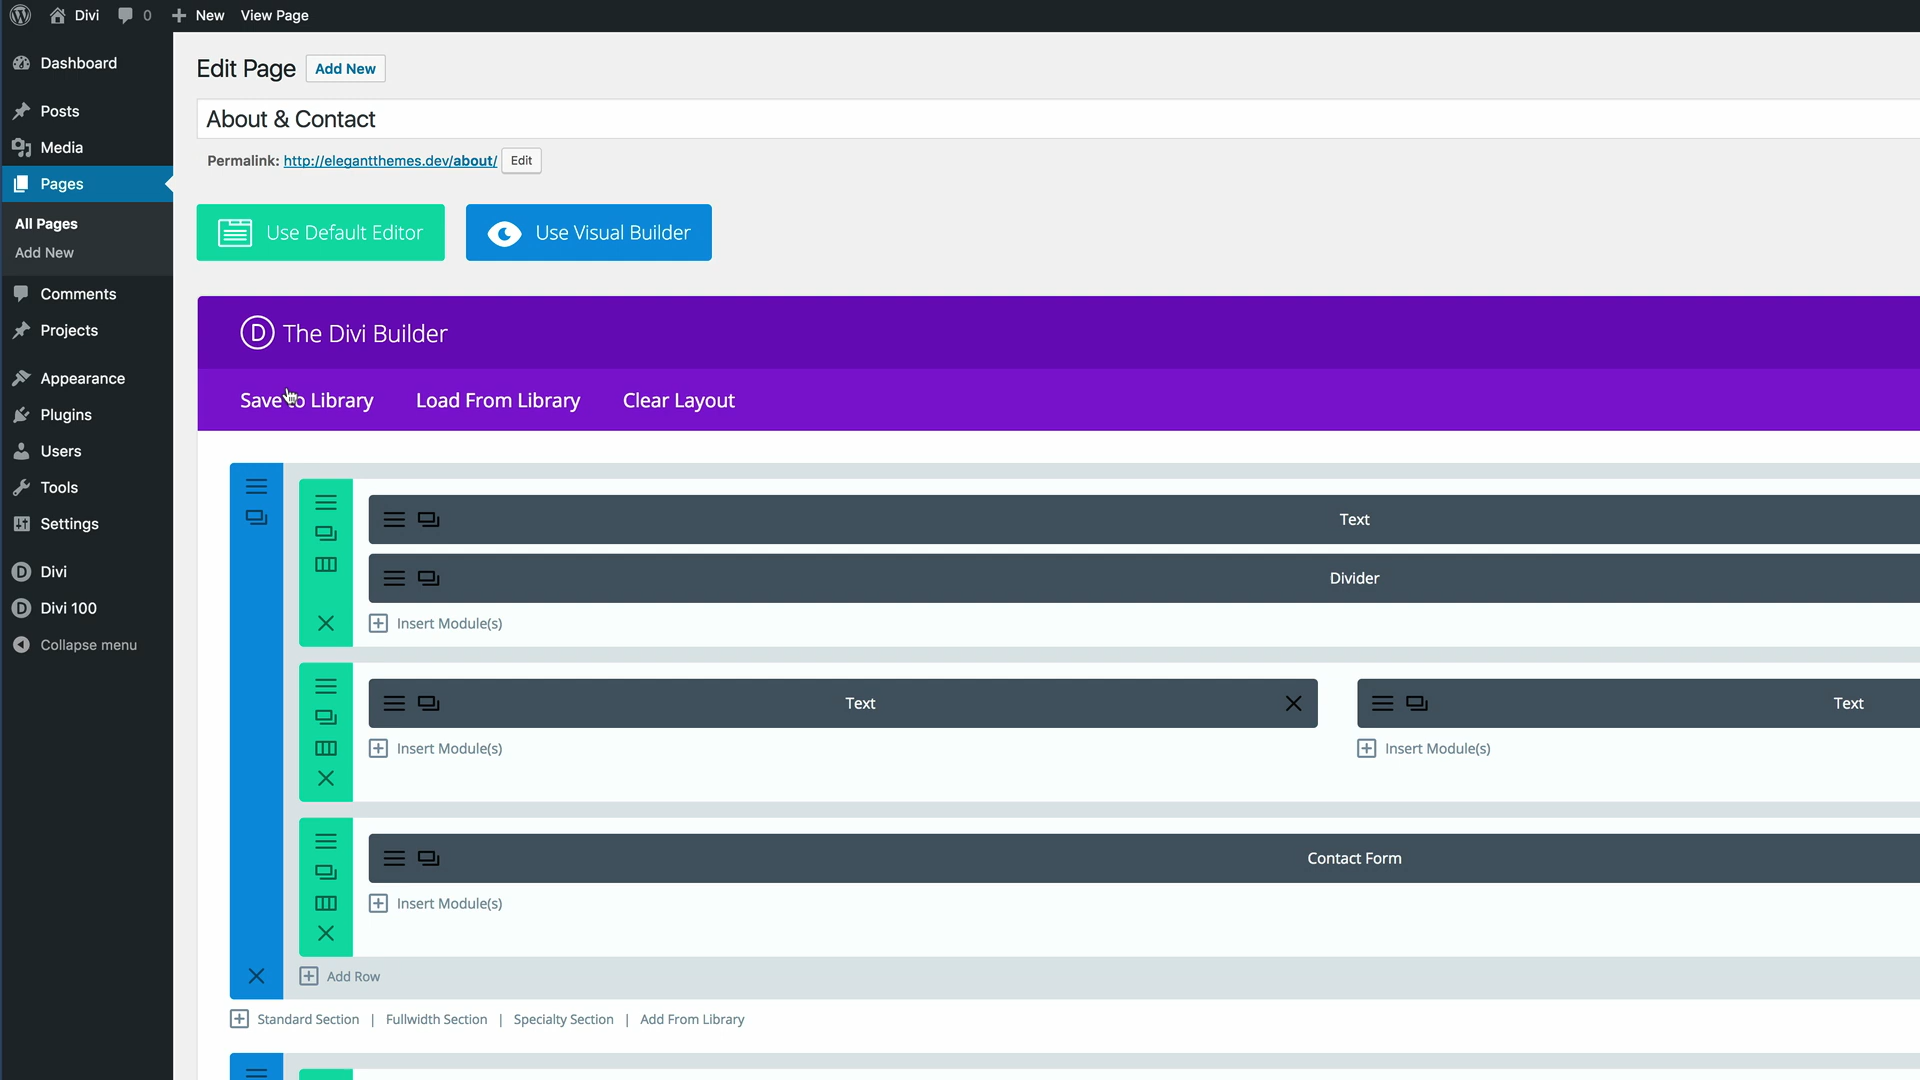 Divi 0 New View Page
Dashboard
Posts
Media
Pages
All Pages
Add New
Comments
Projects
Appearance
Plugins
Users
Tools
Settings
Divi
Divi 100
Collapse menu
Edit Page Add New
About & Contact
Permalink: http://elegantthemes.dev/about/ Edit
Use Default Editor Use Visual Builder
D The Divi Builder
Save to Library Load From Library Clear Layout
Text
Divider
Insert Module(s)
Text Text
Insert Module(s) Insert Module(s)
Contact Form
Insert Module(s)
Add Row
Standard Section | Fullwidth Section | Specialty Section | Add From Library